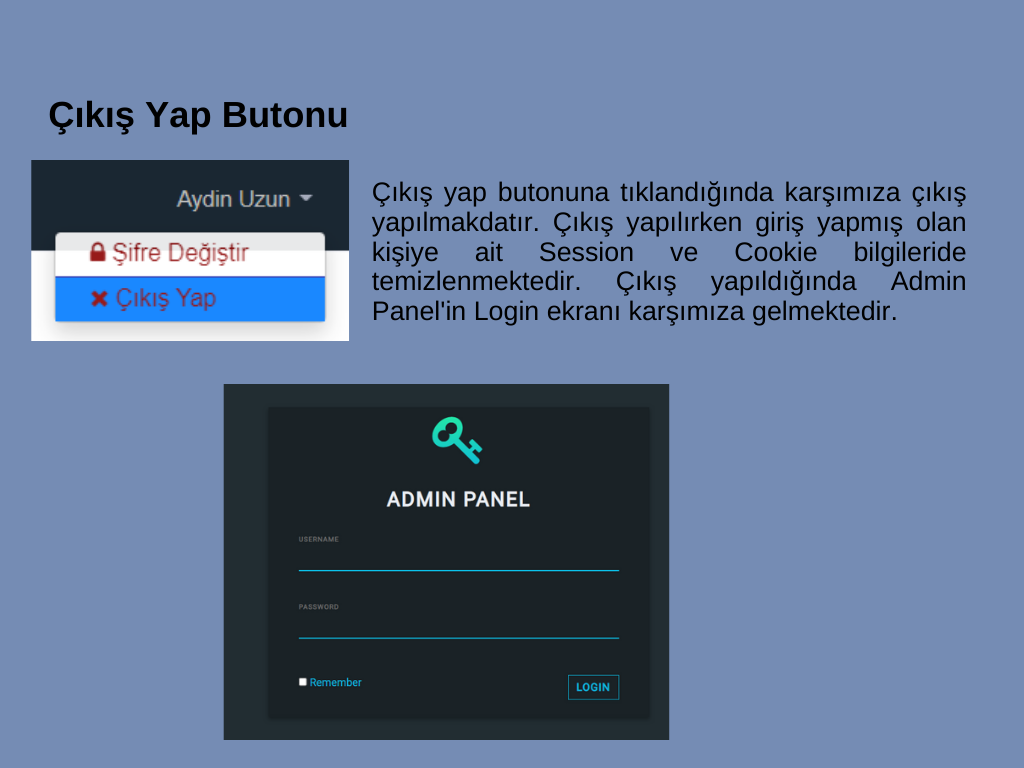 Çıkış Yap Butonu
Aydin Uzun
Şifre Değiştir
Çıkış Yap
Çıkış yap butonuna tıklandığında karşımıza çıkış
yapılmakdatır. Çıkış yapılırken giriş yapmış olan
kişiye ait Session ve Cookie bilgileride
temizlenmektedir. Çıkış yapıldığında Admin
Panel'in Login ekranı karşımıza gelmektedir.
ADMIN PANEL
USERNAME
PASSWORD
Remember
LOGIN